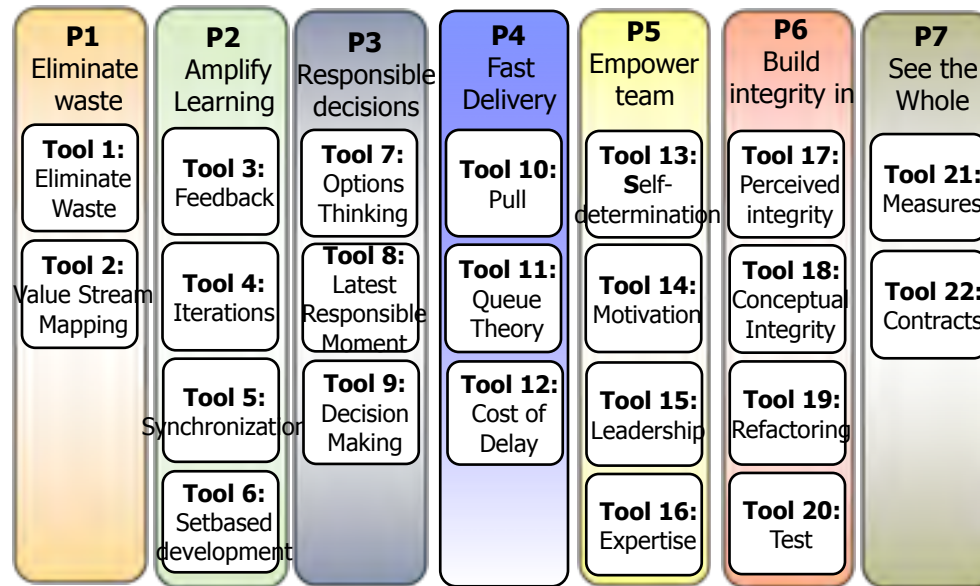 P1
Eliminate
waste
Tool 1:
Eliminate
Waste
Tool 2:
Value Stream
Mapping
P2
Amplify
Learning
Tool 3:
Feedback
Tool 4:
Iterations
Tool 5:
Synchronization
Tool 6:
Setbased
development
P3
Responsible
decisions
Tool 7:
Options
Thinking
Tool 8:
Latest
Responsible
Moment
Tool 9:
Decision
Making
P4
Fast
Delivery
Tool 10:
Pull
Tool 11:
Queue
Theory
Tool 12:
Cost of
Delay
P5
Empower
team
Tool 13:
Self-
determination
Tool 14:
Motivation
Tool 15:
Leadership
Tool 16:
Expertise
P6
Build
integrity in
Tool 17:
Perceived
integrity
Tool 18:
Conceptual
Integrity
Tool 19:
Refactoring
Tool 20:
Test
P7
See the
Whole
Tool 21:
Measures
Tool 22:
Contracts